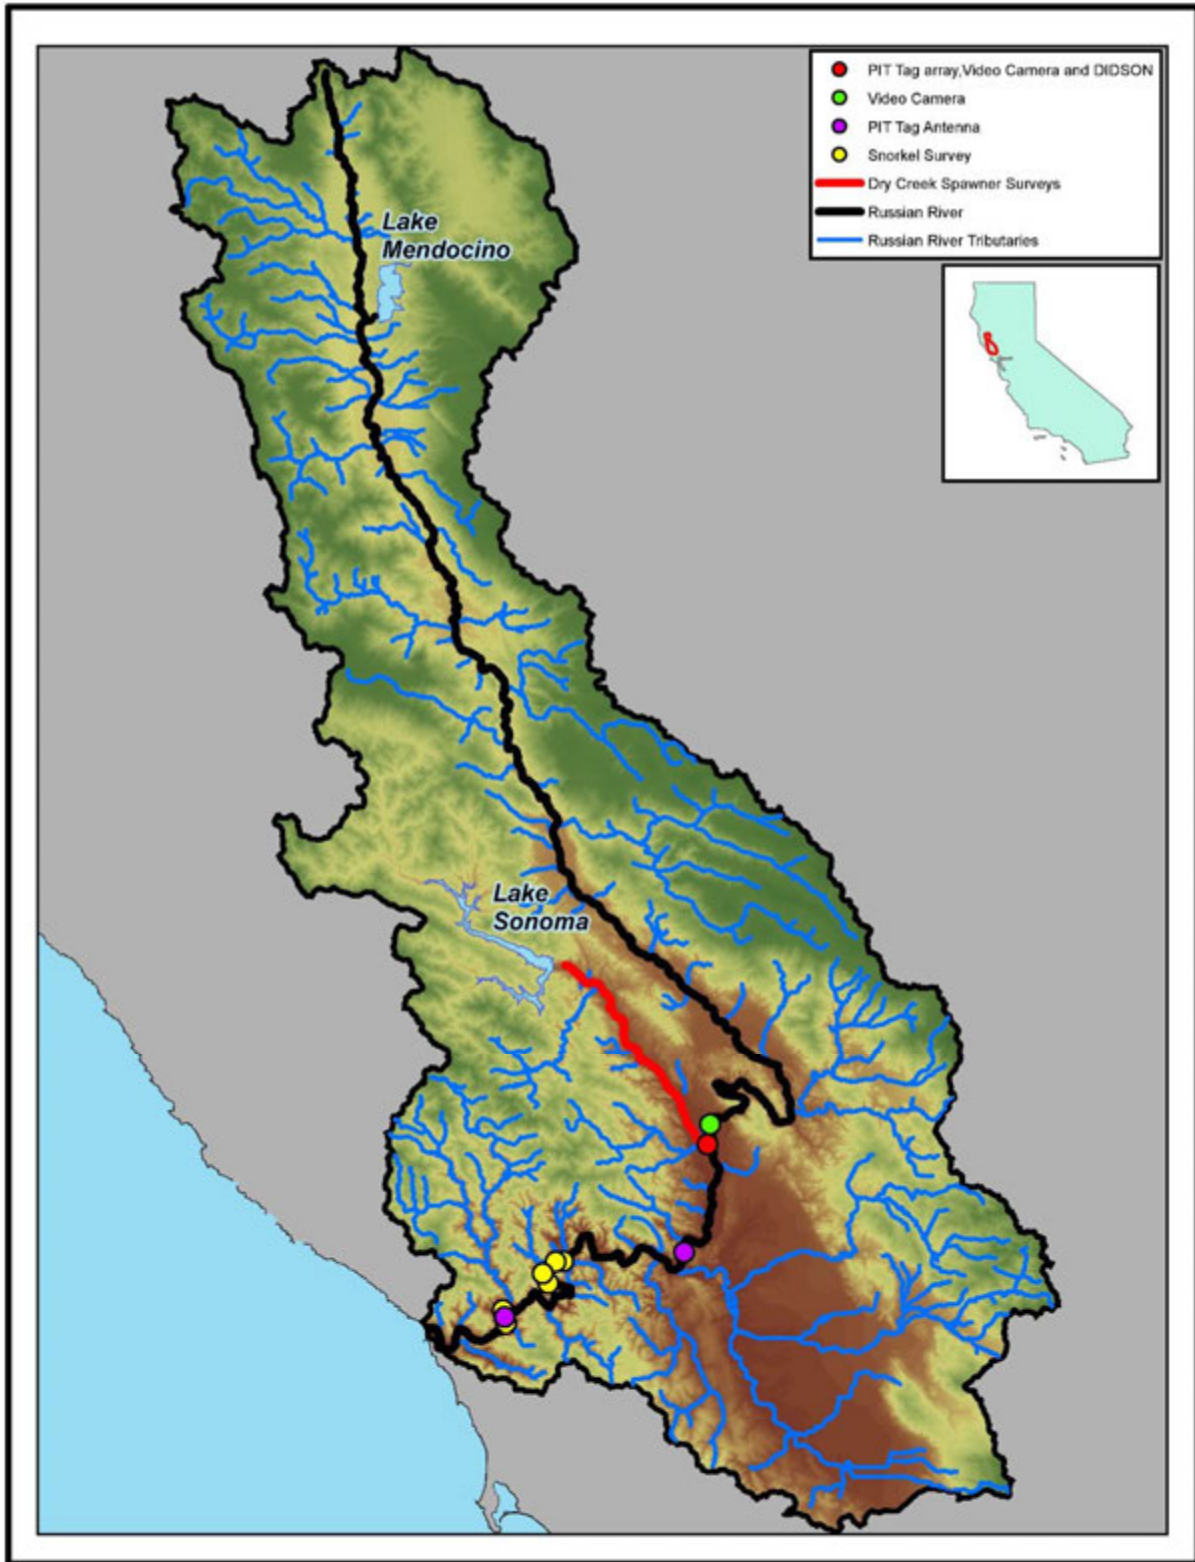 PIT Tag array,Video Camera and DIDSON
Video Camera
PIT Tag Antenna
Snorkel Survey
Dry Creek Spawner Surveys
Russian River
Russian River Tributaries
Lake
Mendocino
Lake
Sonoma